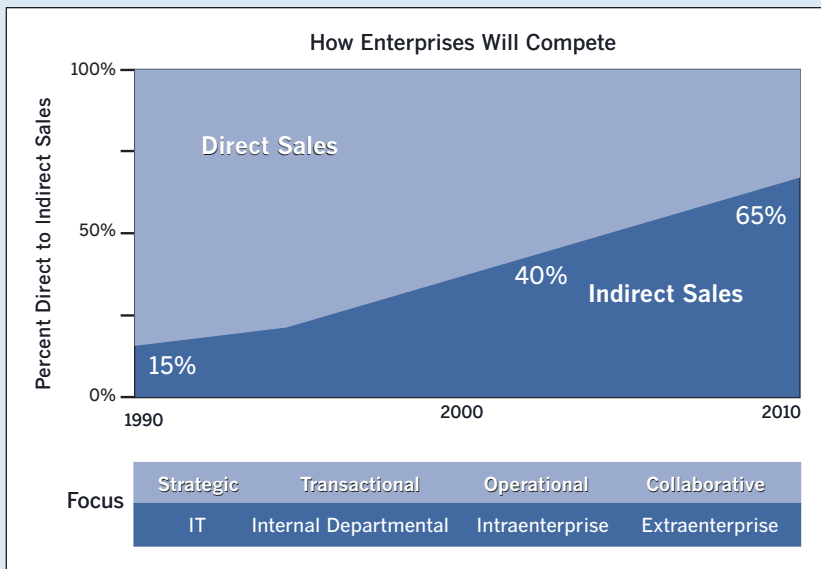 How Enterprises Will Compete
Percent Direct to Indirect Sales
100%
50%
0%
Direct Sales
65%
40%
Indirect Sales
15%
1990
2000
2010
Focus
Strategic Transactional Operational Collaborative
IT Internal Departmental Intraenterprise Extraenterprise